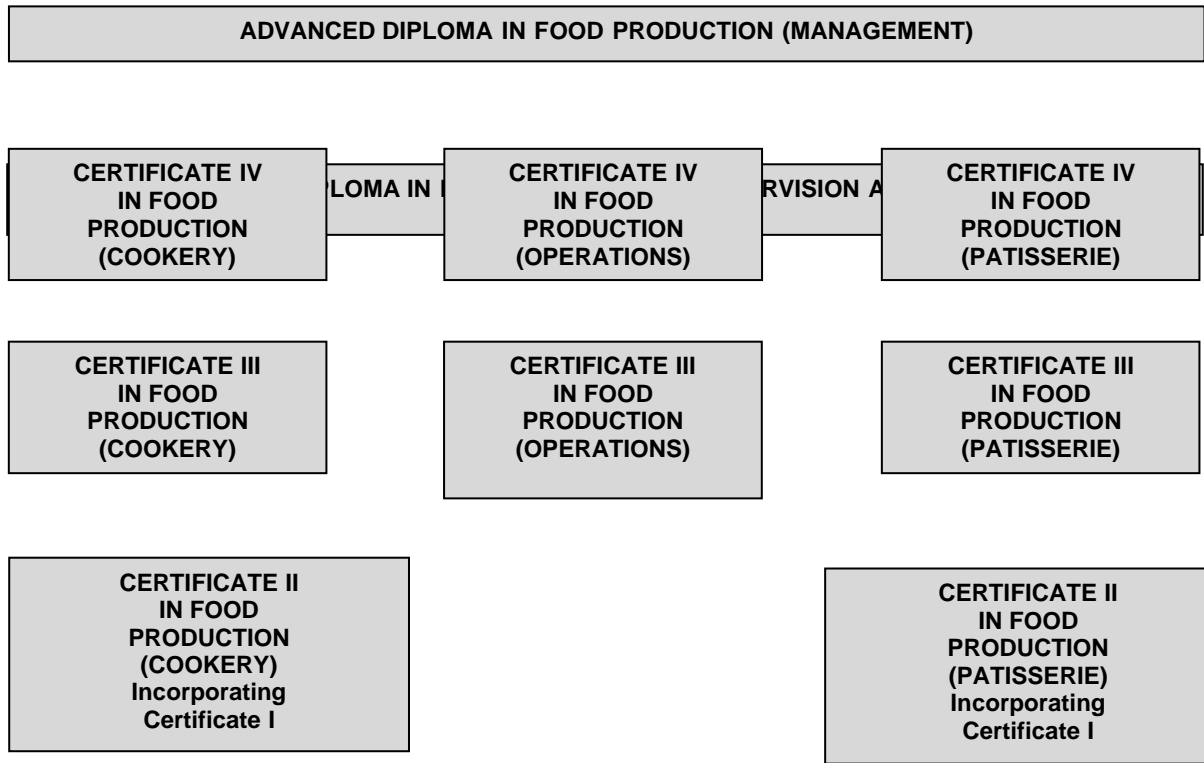 ADVANCED DIPLOMA IN FOOD PRODUCTION (MANAGEMENT)
CERTIFICATE IV
IN FOOD
PRODUCTION
(COOKERY)
IN
CERTIFICATE IV
IN FOOD
PRODUCTION
(OPERATIONS)
CERTIFICATE IV
IN FOOD
PRODUCTION
(PATISSERIE)
CERTIFICATE III
IN FOOD
PRODUCTION
(COOKERY)
CERTIFICATE III
IN FOOD
PRODUCTION
(OPERATIONS)
CERTIFICATE III
IN FOOD
PRODUCTION
(PATISSERIE)
CERTIFICATE II
IN FOOD
PRODUCTION
(COOKERY)
Incorporating
Certificate I
CERTIFICATE II
IN FOOD
PRODUCTION
(PATISSERIE)
Incorporating
Certificate I